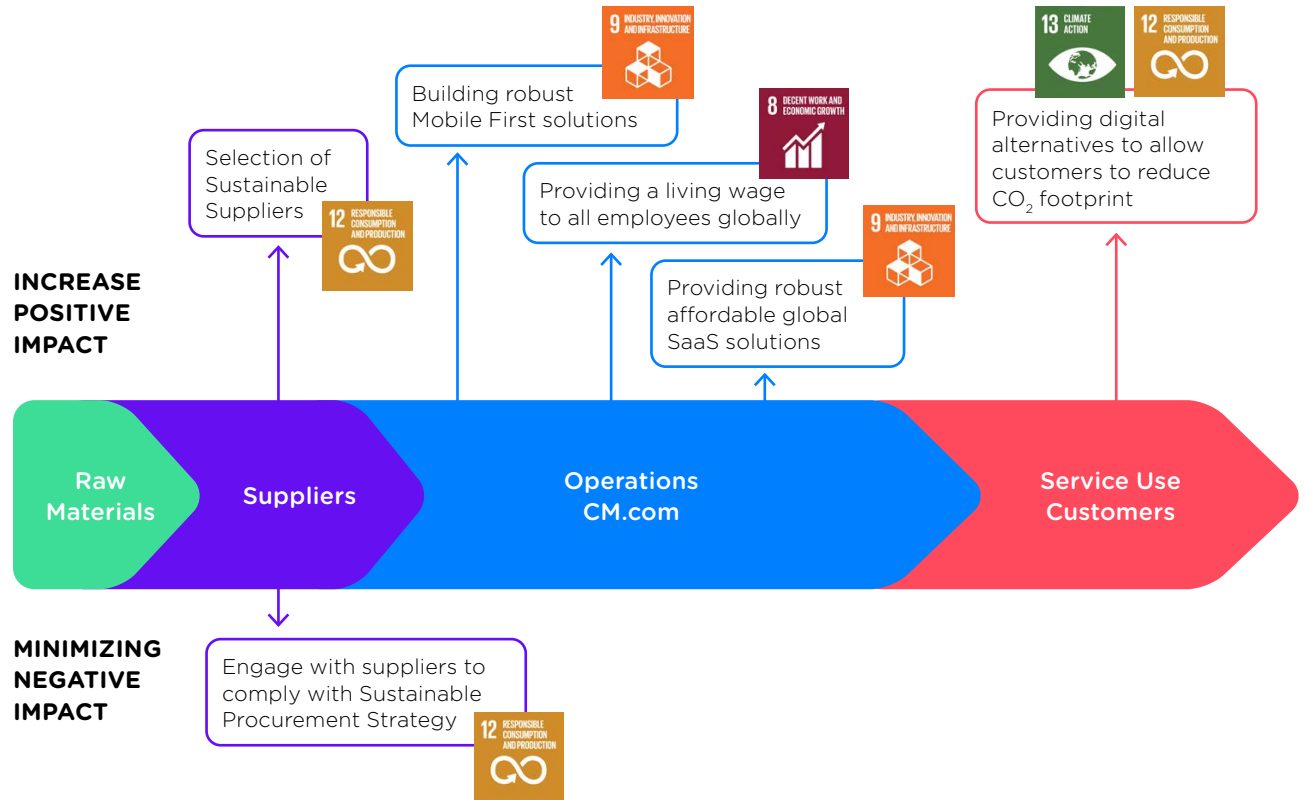 9 INDUSTRY, INNOVATION
AND INFRASTRUCTURE
Building robust
Mobile First solutions
13 CLIMATE
ACTION
12 RESPONSIBLE
CONSUMPTION
AND PRODUCTION
Providing digital
alternatives to allow
customers to reduce
CO₂ footprint
8 DECENT WORK AND
ECONOMIC GROWTH
Providing a living wage
to all employees globally
Selection of
Sustainable
Suppliers
12 RESPONSIBLE
CONSUMPTION
AND PRODUCTION
9 INDUSTRY, INNOVATION
AND INFRASTRUCTURE
Providing robust
affordable global
SaaS solutions
INCREASE
POSITIVE
IMPACT
Raw
Materials
Suppliers
Operations
CM.com
Service Use
Customers
MINIMIZING
NEGATIVE
IMPACT
Engage with suppliers to
comply with Sustainable
Procurement Strategy
12 RESPONSIBLE
CONSUMPTION
AND PRODUCTION